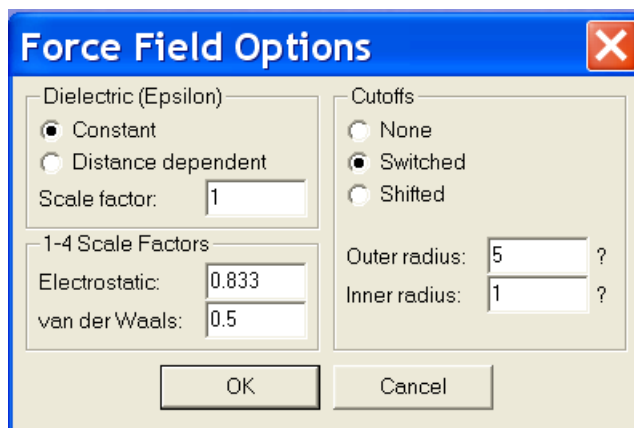 Force Field Options
Dielectric (Epsilon)
Constant
Distance dependent
Scale factor: 1
1-4 Scale Factors
Electrostatic: 0.833
van der Waals: 0.5
Cutoffs
None
Switched
Shifted
Outer radius: 5 ?
Inner radius: 1 ?
OK
Cancel